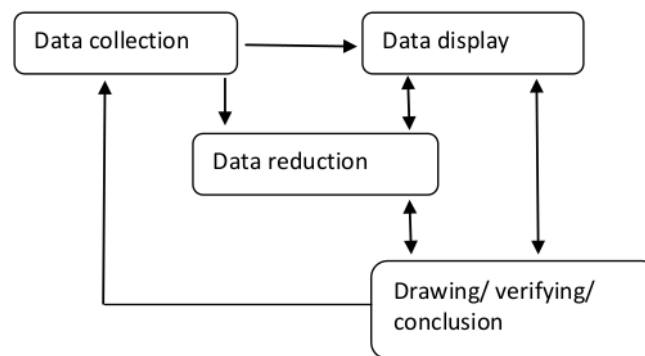 Data collection
Data display
Data reduction
Drawing/ verifying/
conclusion